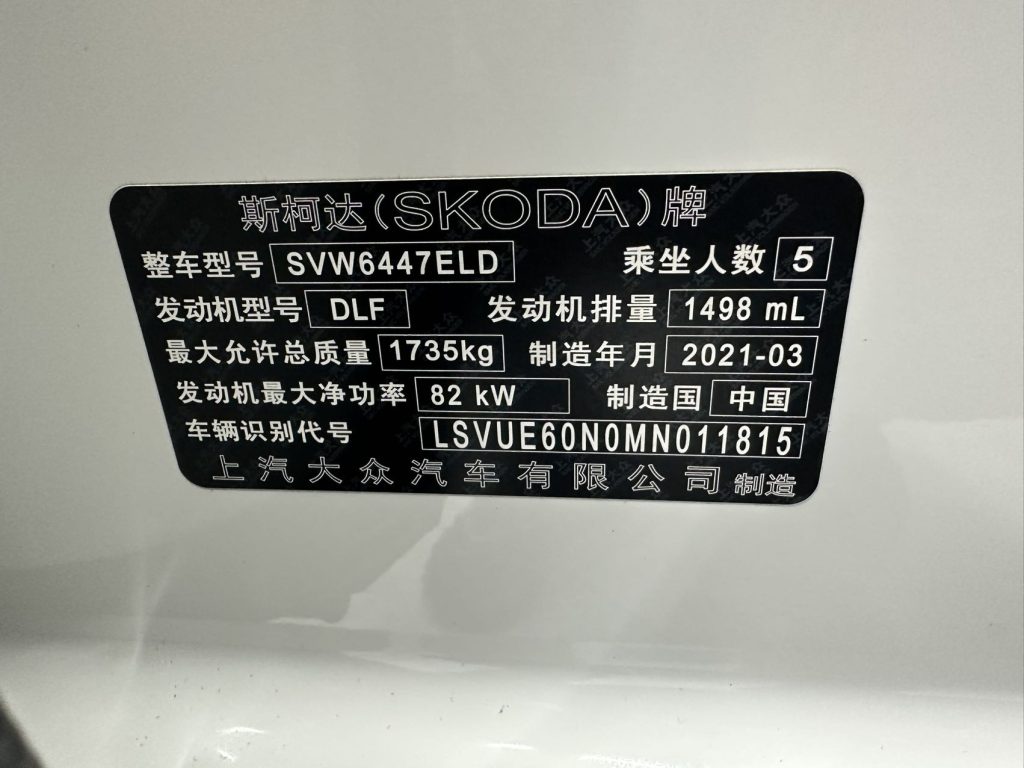 斯柯达(SKODA)牌
整车型号 SVW6447ELD 乘坐人数 5
发动机型号 DLF 发动机排量 1498 mL
最大允许总质量 1735kg 制造年月 2021-03
发动机最大净功率 82 kW 制造国 中国
车辆识别代号 LSVUE60N0MN011815
上汽大众汽车有限公司 制造